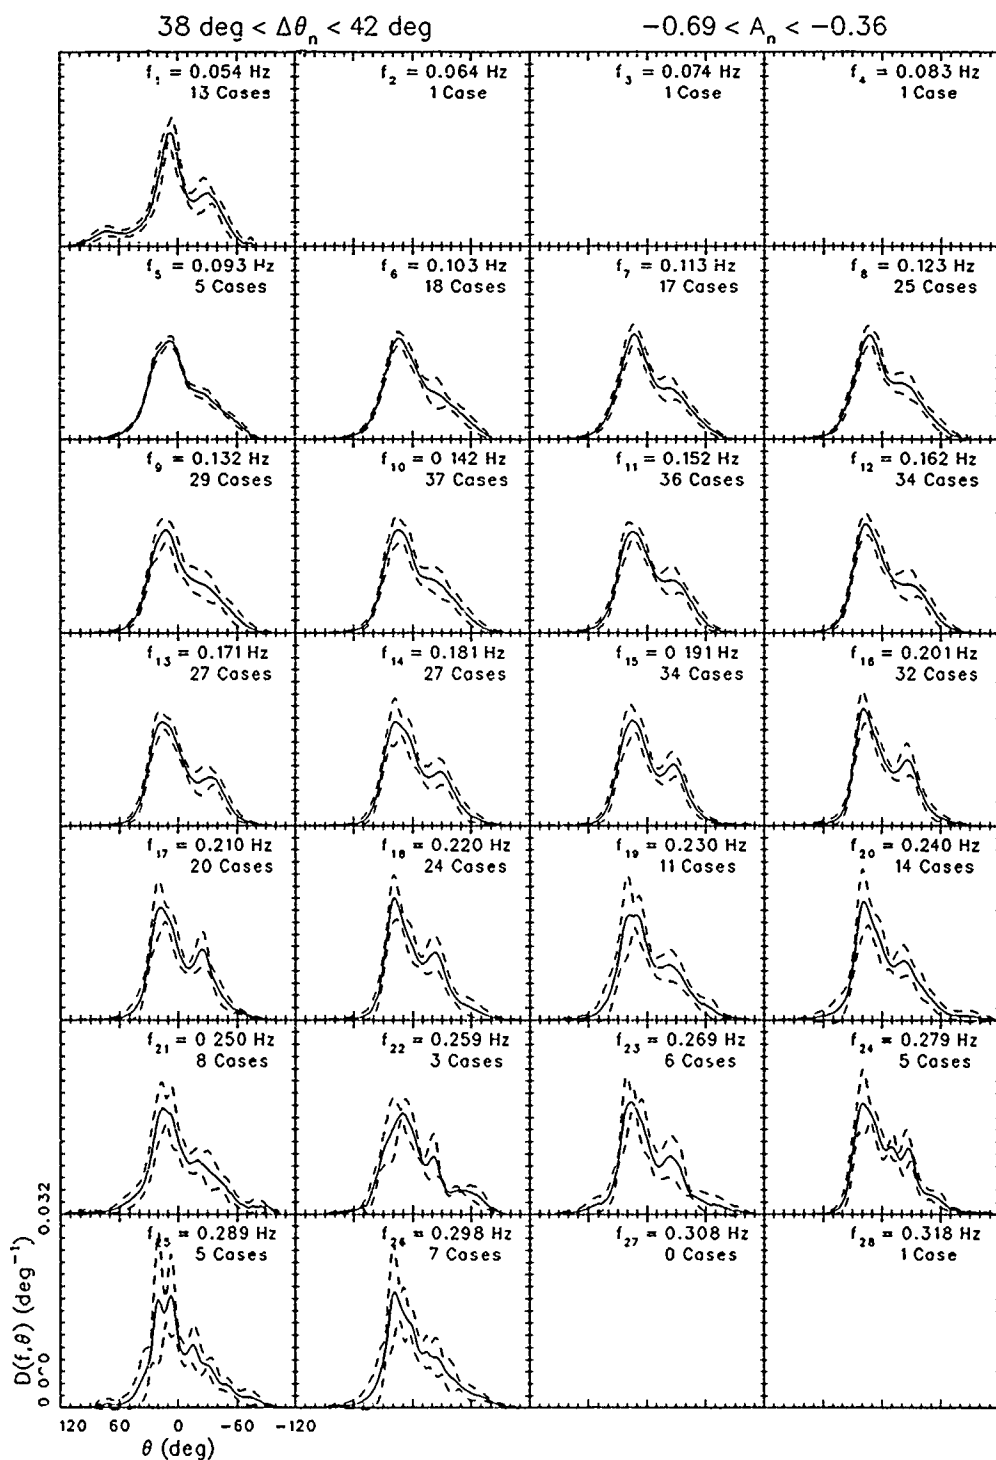 38 deg < Δθn < 42 deg
−0.69 < An < −0.36
f1 = 0.054 Hz
13 Cases
f2 = 0.064 Hz
1 Case
f3 = 0.074 Hz
1 Case
f4 = 0.083 Hz
1 Case
f5 = 0.093 Hz
5 Cases
f6 = 0.103 Hz
18 Cases
f7 = 0.113 Hz
17 Cases
f8 = 0.123 Hz
25 Cases
f9 = 0.132 Hz
29 Cases
f10 = 0 142 Hz
37 Cases
f11 = 0.152 Hz
36 Cases
f12 = 0.162 Hz
34 Cases
f13 = 0.171 Hz
27 Cases
f14 = 0.181 Hz
27 Cases
f15 = 0 191 Hz
34 Cases
f16 = 0.201 Hz
32 Cases
f17 = 0.210 Hz
20 Cases
f18 = 0.220 Hz
24 Cases
f19 = 0.230 Hz
11 Cases
f20 = 0.240 Hz
14 Cases
f21 = 0 250 Hz
8 Cases
f22 = 0.259 Hz
3 Cases
f23 = 0.269 Hz
6 Cases
f24 = 0.279 Hz
5 Cases
f25 = 0.289 Hz
5 Cases
f26 = 0.298 Hz
7 Cases
f27 = 0.308 Hz
0 Cases
f28 = 0.318 Hz
1 Case
0.032
D(f,θ) (deg−1)
120 60 0 −60 −120
θ (deg)